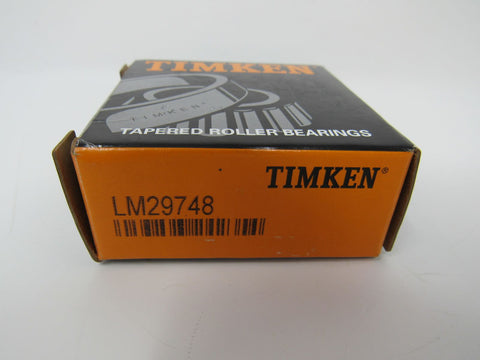 TIMKEN
TIMKEN
TAPERED ROLLER BEARINGS
TIMKEN®
LM29748